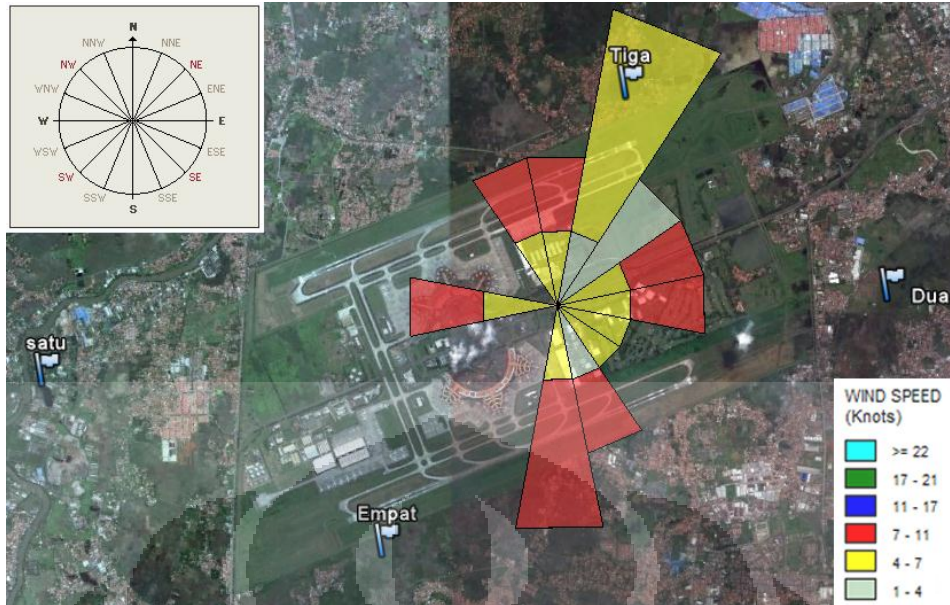 N
NNW
NNE
NW
NE
WNW
ENE
W
E
WSW
ESE
SW
SE
SSW
SSE
S
Tiga
Dua
satu
Empat
WIND SPEED
(Knots)
>= 22
17 - 21
11 - 17
7 - 11
4 - 7
1 - 4